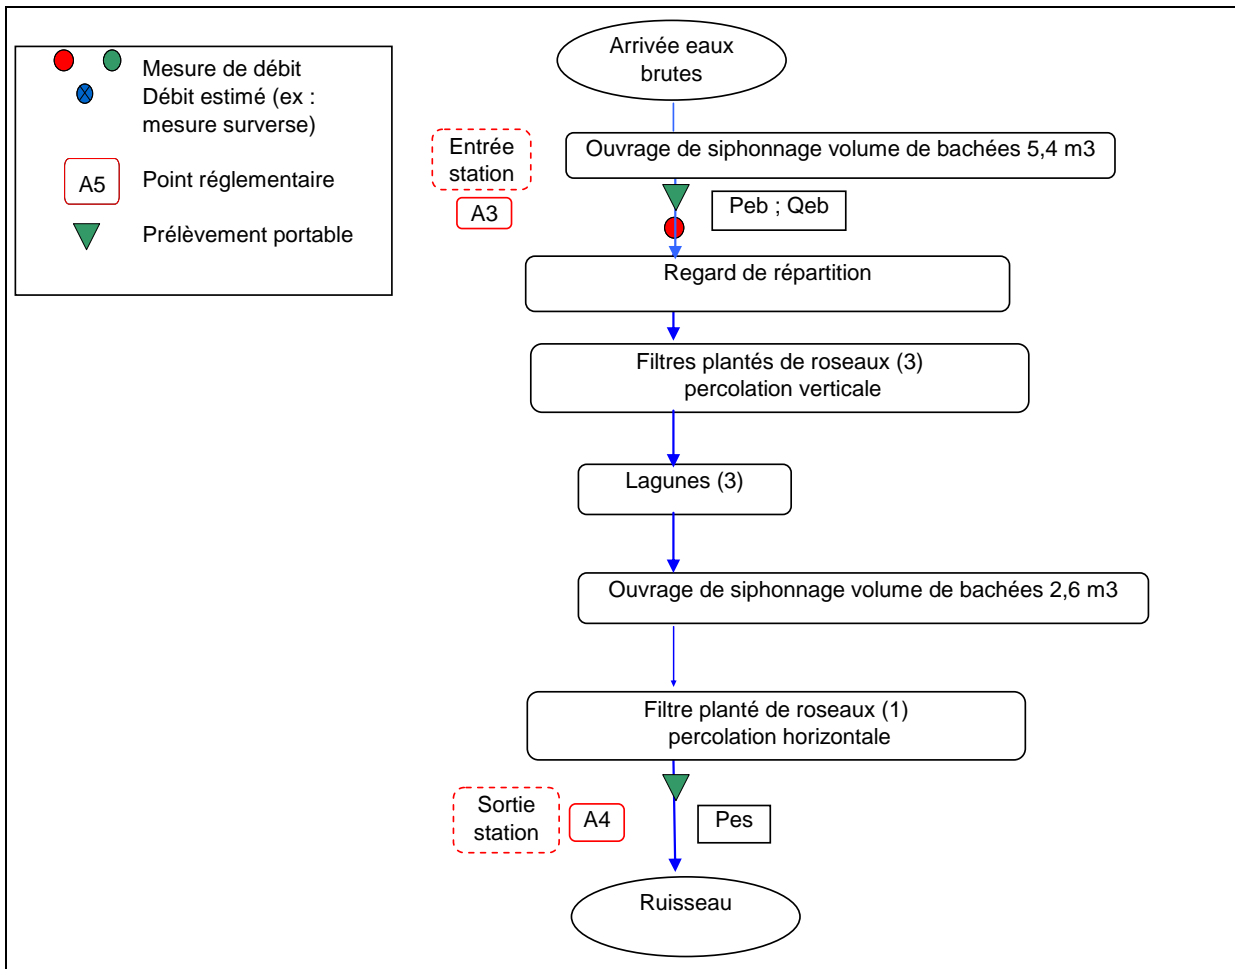 Mesure de débit
Débit estimé (ex :
mesure surverse)
A5
Point réglementaire
Prélèvement portable
Arrivée eaux
brutes
Entrée
station
A3
Ouvrage de siphonnage volume de bachées 5,4 m3
Peb ; Qeb
Regard de répartition
Filtres plantés de roseaux (3)
percolation verticale
Lagunes (3)
Ouvrage de siphonnage volume de bachées 2,6 m3
Filtre planté de roseaux (1)
percolation horizontale
Sortie
station
A4
Pes
Ruisseau